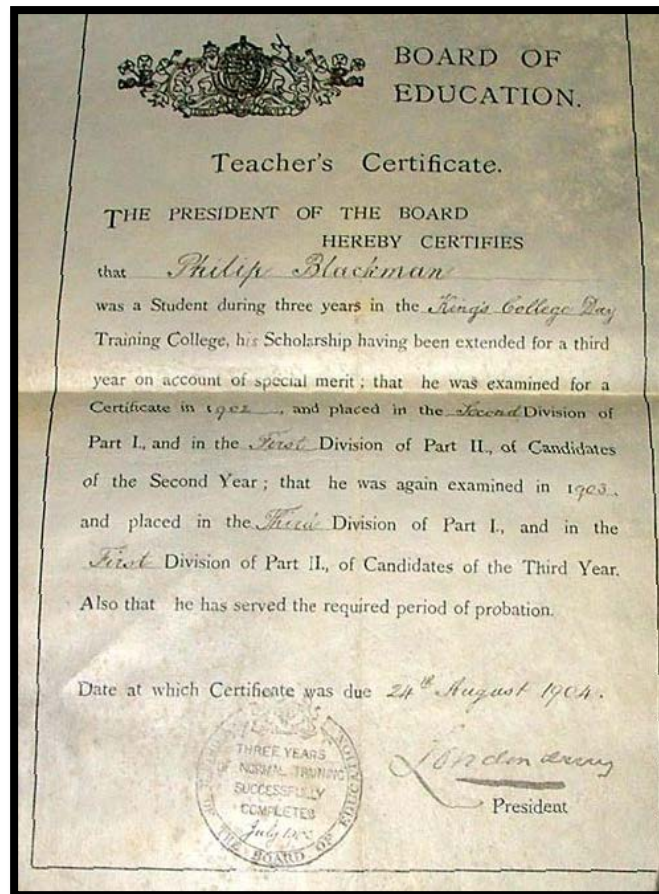 BOARD OF
EDUCATION.
Teacher's Certificate.
THE PRESIDENT OF THE BOARD
HEREBY CERTIFIES
that Philip Blackman
was a Student during three years in the King's College Day
Training College, his Scholarship having been extended for a third
year on account of special merit; that he was examined for a
Certificate in 1902, and placed in the Second Division of
Part I., and in the First Division of Part II., of Candidates
of the Second Year; that he was again examined in 1903,
and placed in the Third Division of Part I., and in the
First Division of Part II., of Candidates of the Third Year.
Also that he has served the required period of probation.
Date at which Certificate was due 24th August 1904.
THREE YEARS
OF NORMAL TRAINING
SUCCESSFULLY
COMPLETED
July
OF THE BOARD OF EDUCATION
Londonderry
President